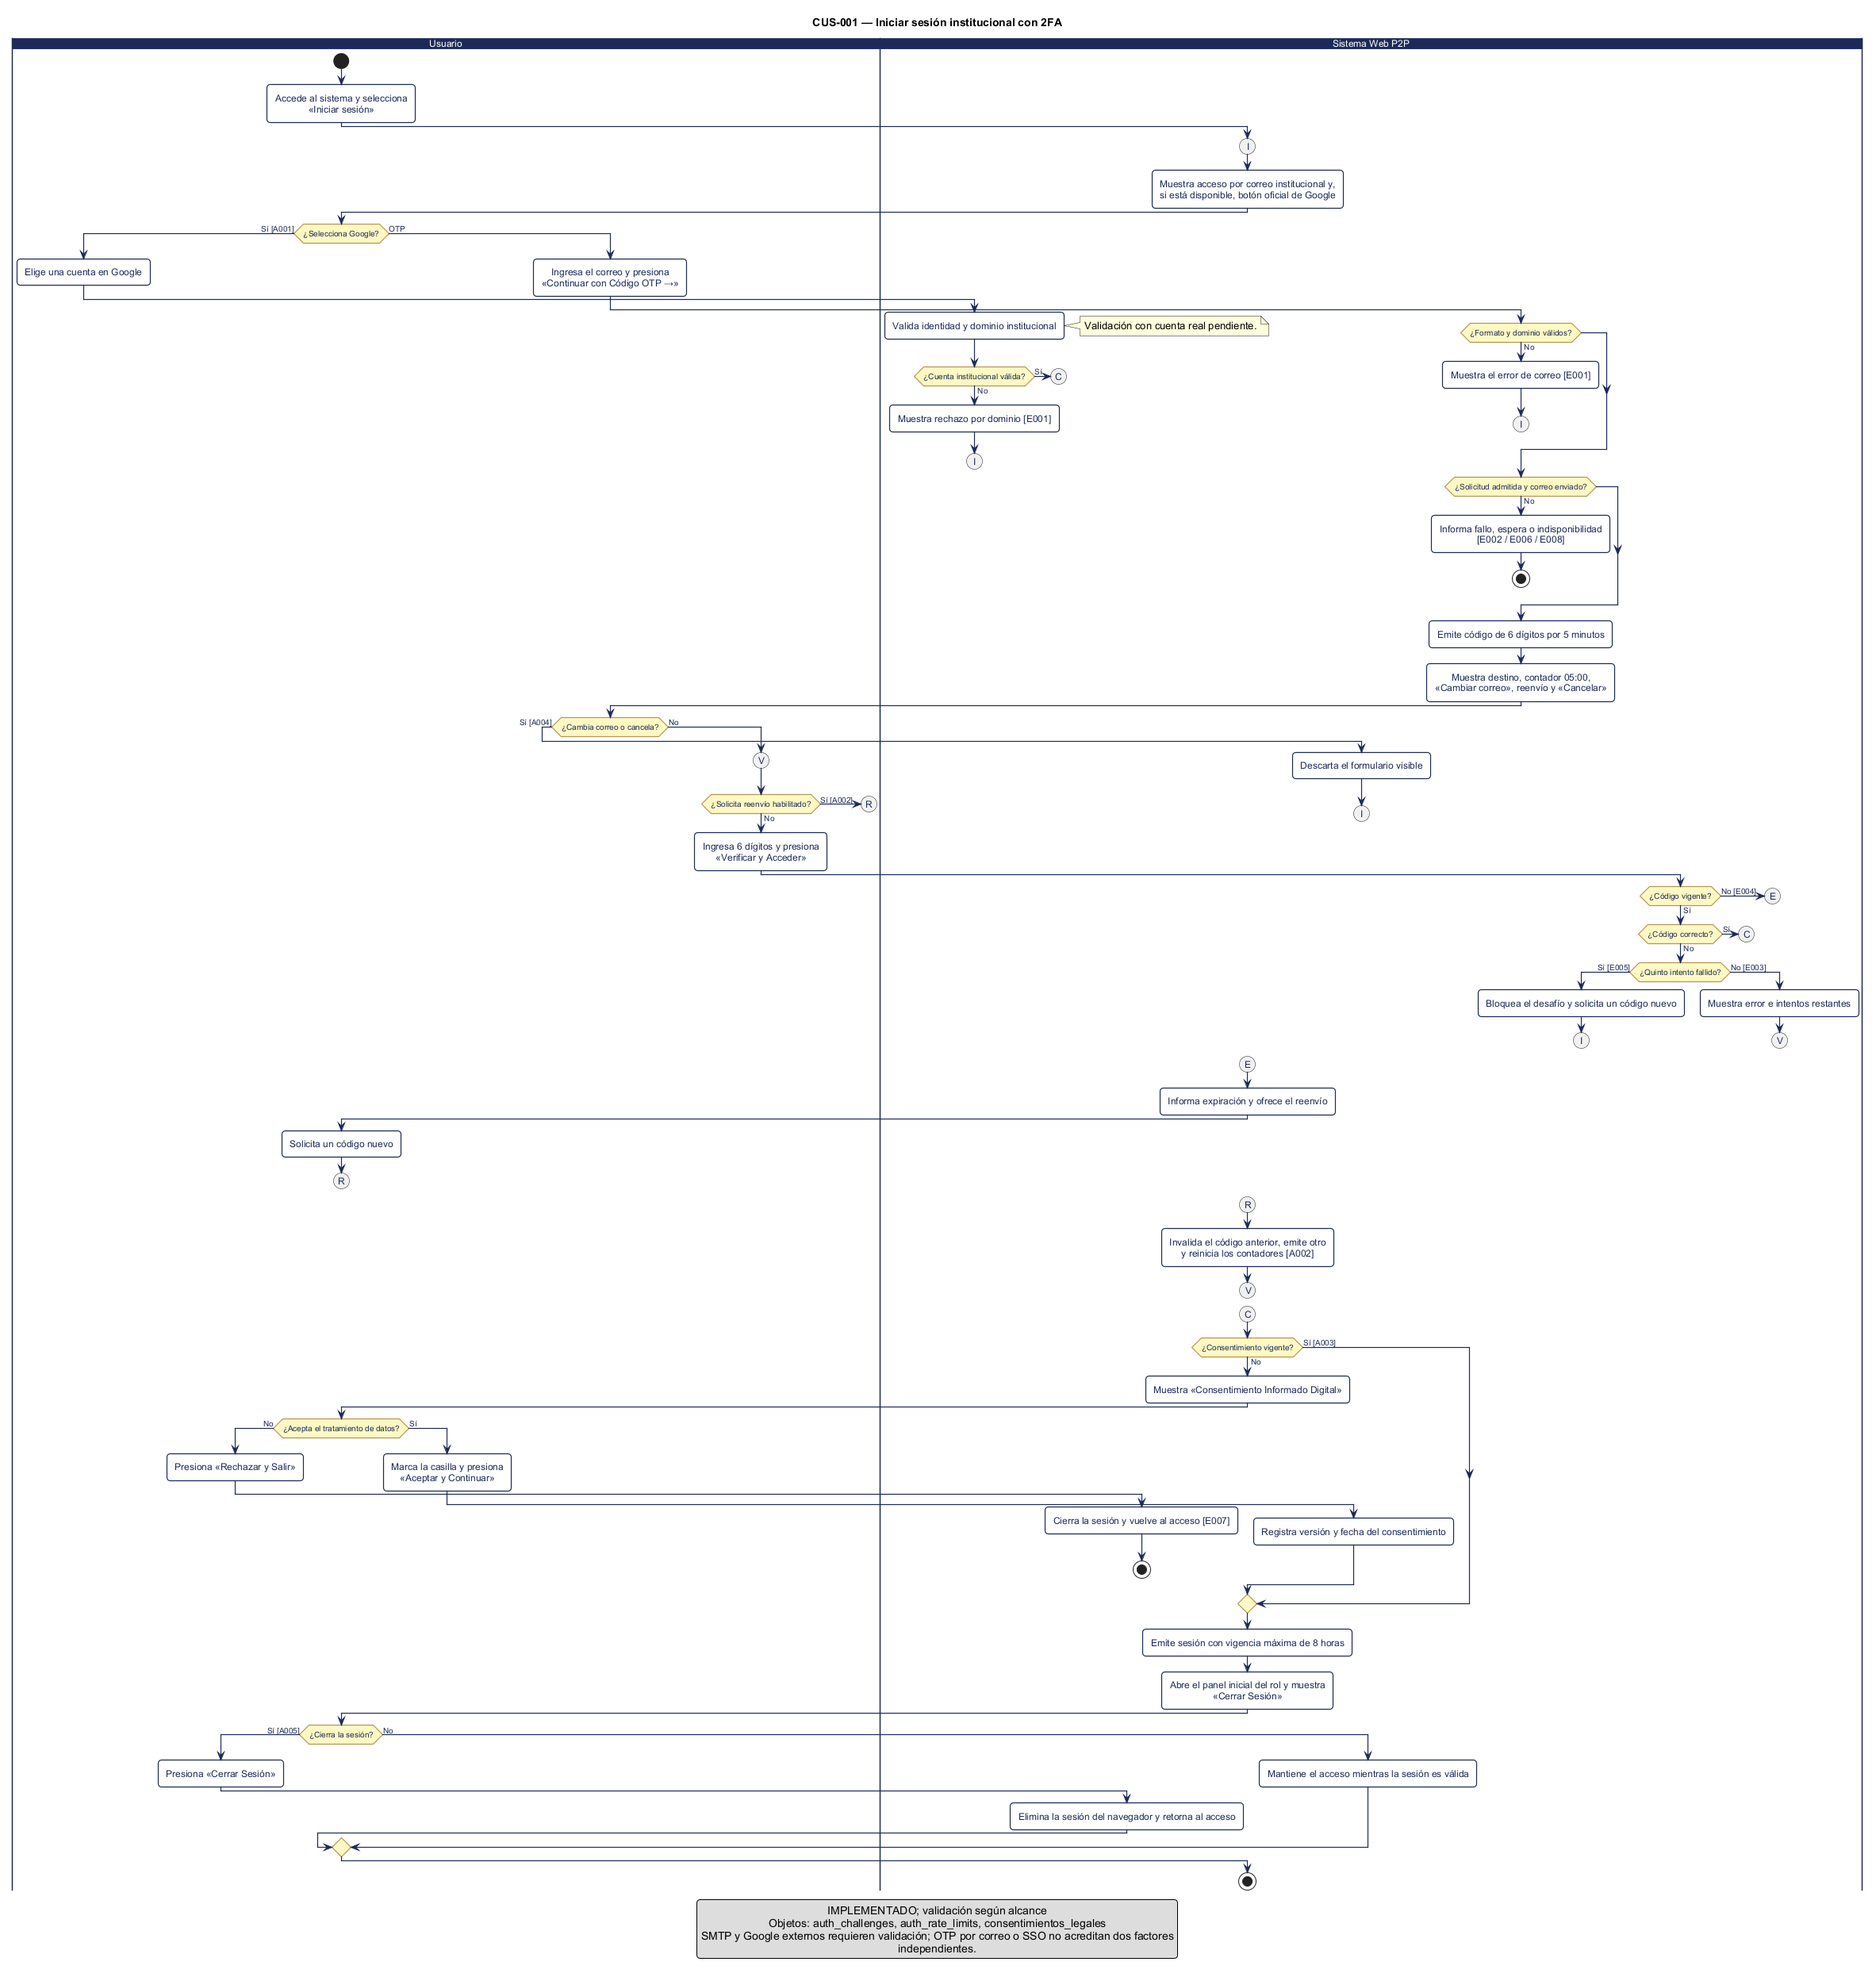 CUS-001 — Iniciar sesión institucional con 2FA
Usuario
Sistema Web P2P
Accede al sistema y selecciona
«Iniciar sesión»
I
Muestra acceso por correo institucional y,
si está disponible, botón oficial de Google
Sí [A001]
¿Selecciona Google?
OTP
Elige una cuenta en Google
Ingresa el correo y presiona
«Continuar con Código OTP →»
Valida identidad y dominio institucional
Validación con cuenta real pendiente.
¿Formato y dominio válidos?
No
Muestra el error de correo [E001]
I
¿Cuenta institucional válida?
Sí
C
No
Muestra rechazo por dominio [E001]
I
¿Solicitud admitida y correo enviado?
No
Informa fallo, espera o indisponibilidad
[E002 / E006 / E008]
Emite código de 6 dígitos por 5 minutos
Muestra destino, contador 05:00,
«Cambiar correo», reenvío y «Cancelar»
Sí [A004]
¿Cambia correo o cancela?
No
V
Descarta el formulario visible
I
¿Solicita reenvío habilitado?
Sí [A002]
R
No
Ingresa 6 dígitos y presiona
«Verificar y Acceder»
¿Código vigente?
No [E004]
E
Sí
¿Código correcto?
Sí
C
No
Sí [E005]
¿Quinto intento fallido?
No [E003]
Bloquea el desafío y solicita un código nuevo
Muestra error e intentos restantes
I
V
E
Informa expiración y ofrece el reenvío
Solicita un código nuevo
R
R
Invalida el código anterior, emite otro
y reinicia los contadores [A002]
V
C
¿Consentimiento vigente?
Sí [A003]
No
Muestra «Consentimiento Informado Digital»
No
¿Acepta el tratamiento de datos?
Sí
Presiona «Rechazar y Salir»
Marca la casilla y presiona
«Aceptar y Continuar»
Cierra la sesión y vuelve al acceso [E007]
Registra versión y fecha del consentimiento
Emite sesión con vigencia máxima de 8 horas
Abre el panel inicial del rol y muestra
«Cerrar Sesión»
Sí [A005]
¿Cierra la sesión?
No
Presiona «Cerrar Sesión»
Mantiene el acceso mientras la sesión es válida
Elimina la sesión del navegador y retorna al acceso
IMPLEMENTADO; validación según alcance
Objetos: auth_challenges, auth_rate_limits, consentimientos_legales
SMTP y Google externos requieren validación; OTP por correo o SSO no acreditan dos factores
independientes.